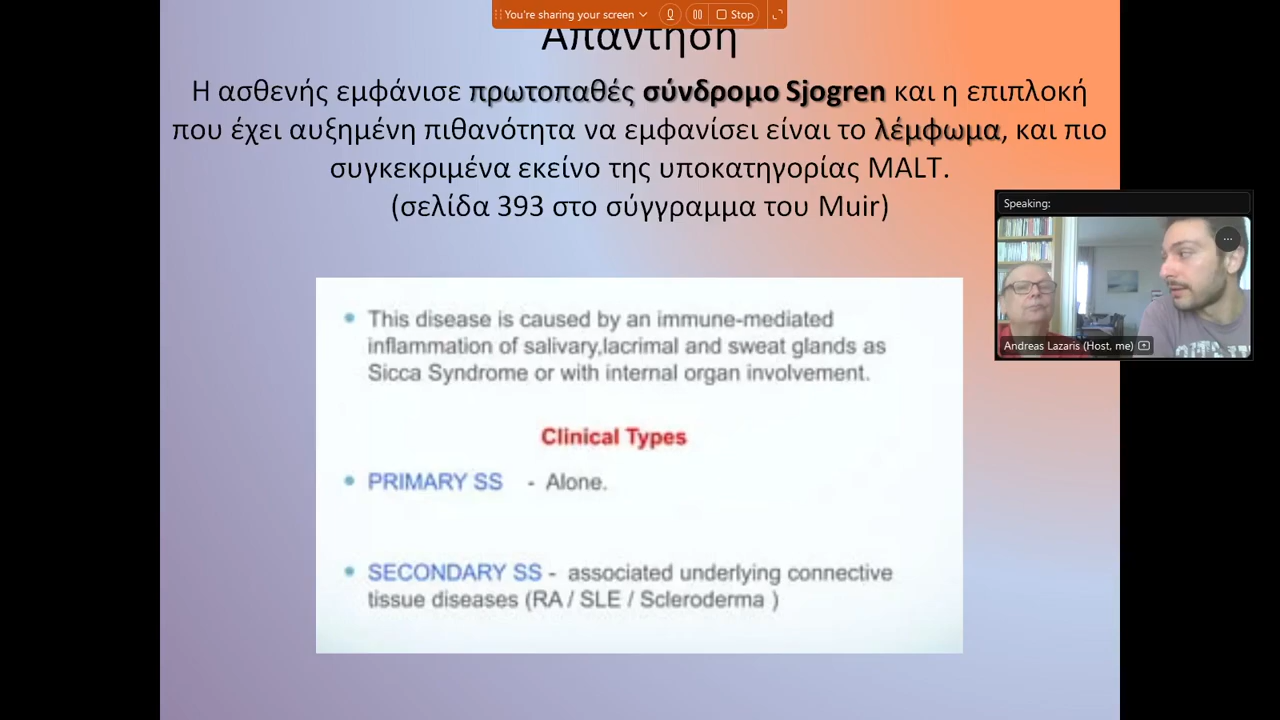 You're sharing your screen
Stop
Απάντηση
Η ασθενής εμφάνισε πρωτοπαθές σύνδρομο Sjogren και η επιπλοκή
που έχει αυξημένη πιθανότητα να εμφανίσει είναι το λέμφωμα, και πιο
συγκεκριμένα εκείνο της υποκατηγορίας MALT.
(σελίδα 393 στο σύγγραμμα του Muir)
Speaking:
Andreas Lazaris (Host, me)
This disease is caused by an immune-mediated
inflammation of salivary,lacrimal and sweat glands as
Sicca Syndrome or with internal organ involvement.
Clinical Types
PRIMARY SS - Alone.
SECONDARY SS - associated underlying connective
tissue diseases (RA / SLE / Scleroderma )